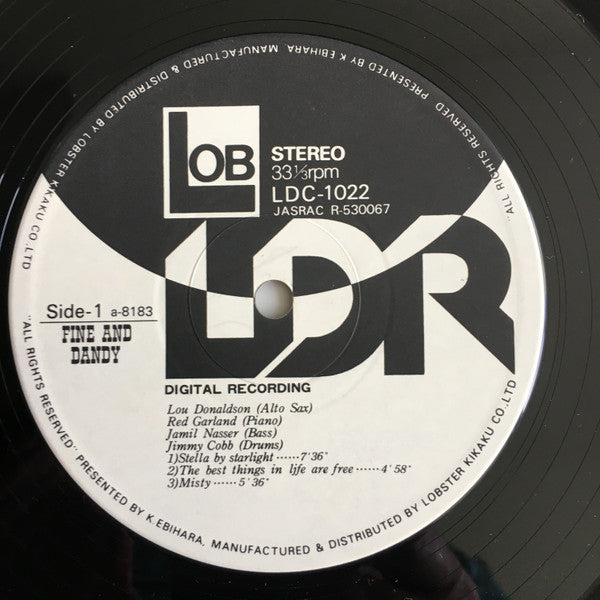 LOB
STEREO
33⅓rpm
LDC-1022
JASRAC R-530067
LDR
Side-1 a-8183
FINE AND
DANDY
DIGITAL RECORDING
Lou Donaldson (Alto Sax)
Red Garland (Piano)
Jamil Nasser (Bass)
Jimmy Cobb (Drums)
1)Stella by starlight ······7'36"
2)The best things in life are free ······4'58"
3)Misty ······5'36"
"ALL RIGHTS RESERVED" PRESENTED BY K.EBIHARA, MANUFACTURED & DISTRIBUTED BY LOBSTER KIKAKU CO.,LTD
"ALL RIGHTS RESERVED" PRESENTED BY K EBIHARA, MANUFACTURED & DISTRIBUTED BY LOBSTER KIKAKU CO.,LTD